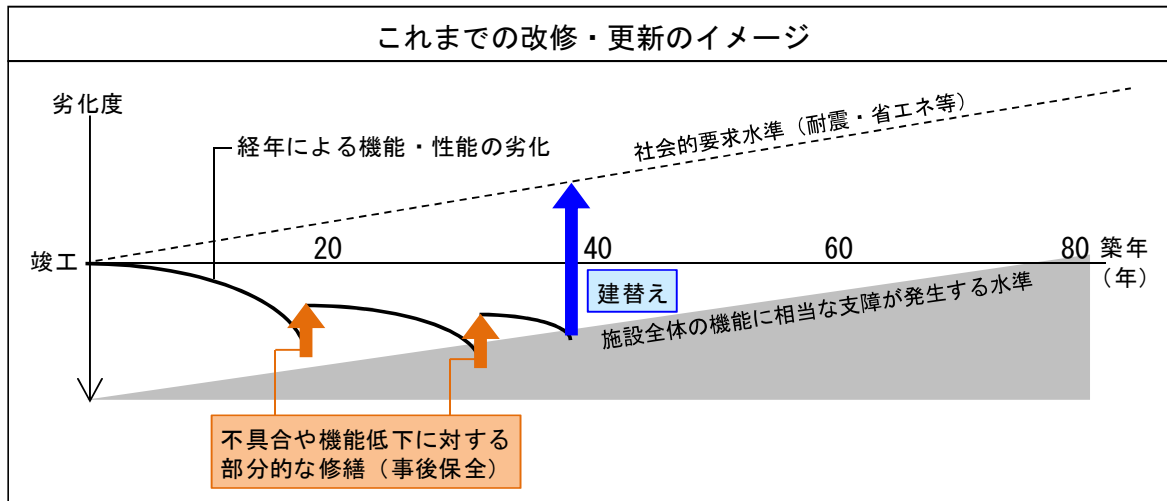 これまでの改修・更新のイメージ
劣化度
経年による機能・性能の劣化
社会的要求水準（耐震・省エネ等）
竣工
20
40
60
80
築年
（年）
建替え
施設全体の機能に相当な支障が発生する水準
不具合や機能低下に対する
部分的な修繕（事後保全）